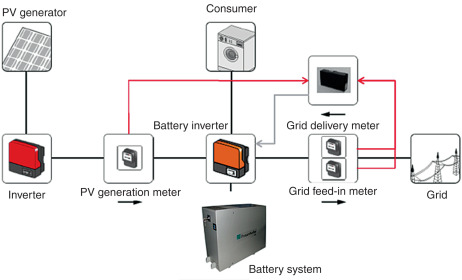 PV generator
Consumer
Battery inverter
Grid delivery meter
Inverter
PV generation meter
Grid feed-in meter
Grid
Battery system